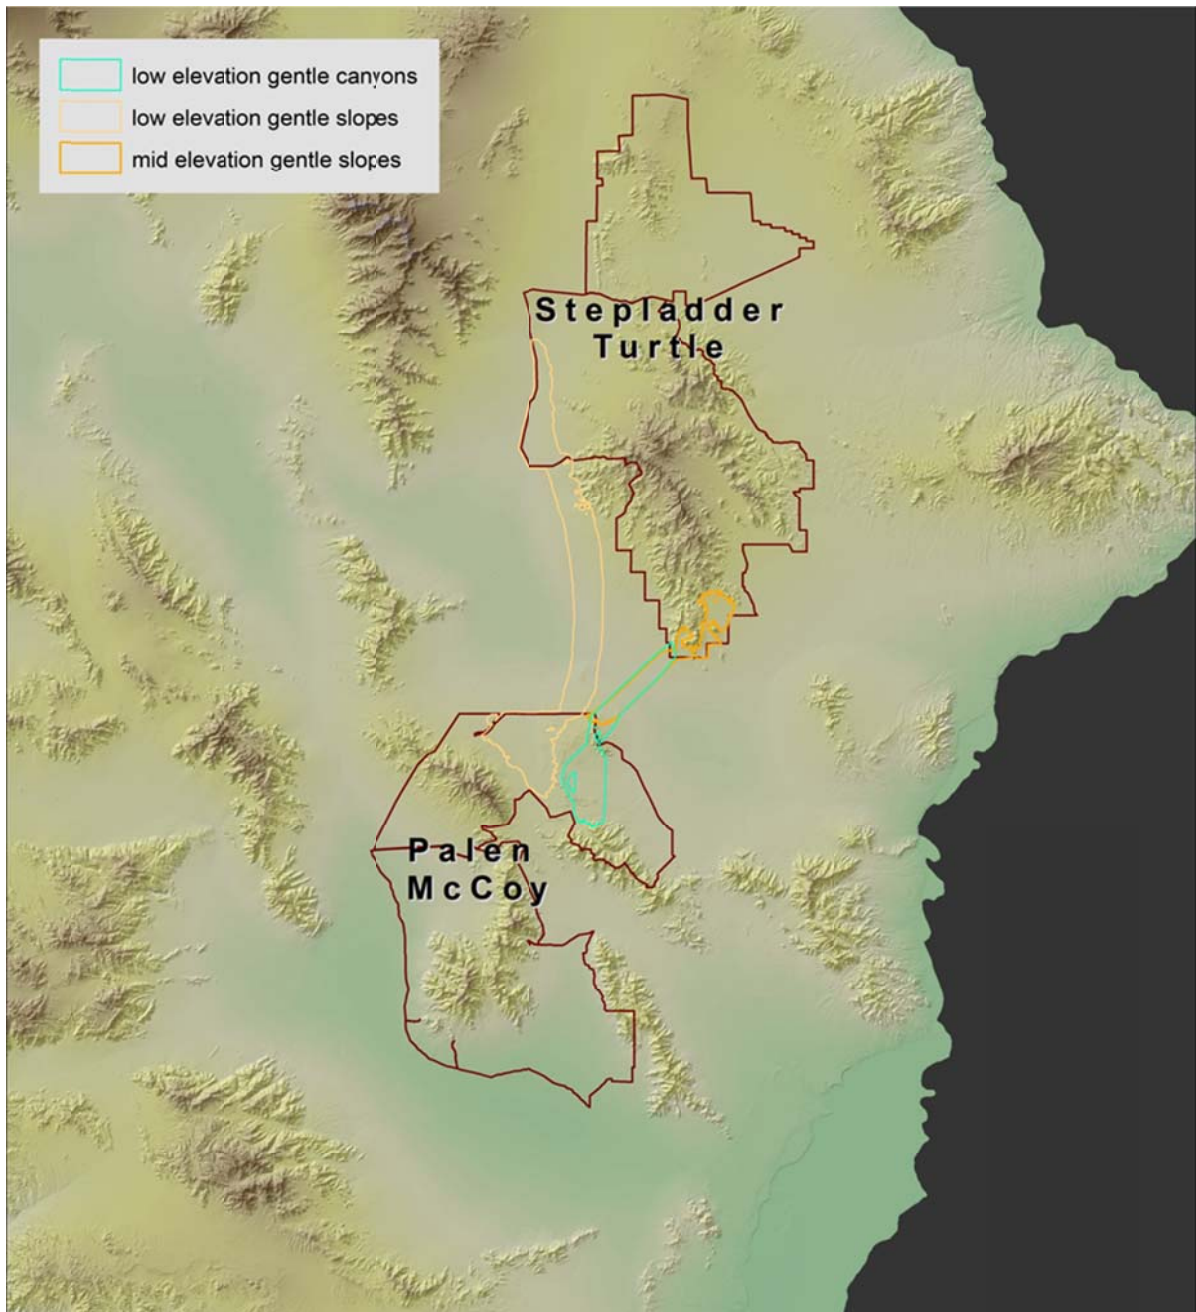 low elevation gentle canyons
low elevation gentle slopes
mid elevation gentle slopes
Stepladder
Turtle
Palen
McCoy